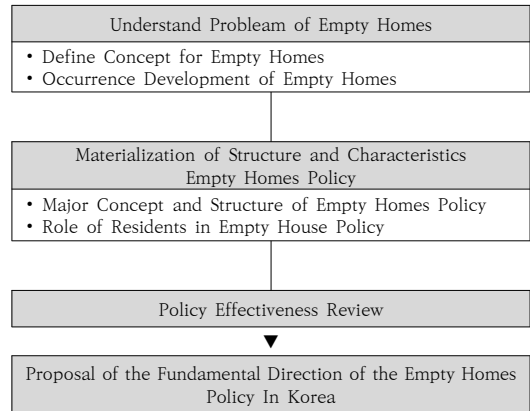 Understand Probleam of Empty Homes
• Define Concept for Empty Homes
• Occurrence Development of Empty Homes
Materialization of Structure and Characteristics
Empty Homes Policy
• Major Concept and Structure of Empty Homes Policy
• Role of Residents in Empty House Policy
Policy Effectiveness Review
▼
Proposal of the Fundamental Direction of the Empty Homes
Policy In Korea